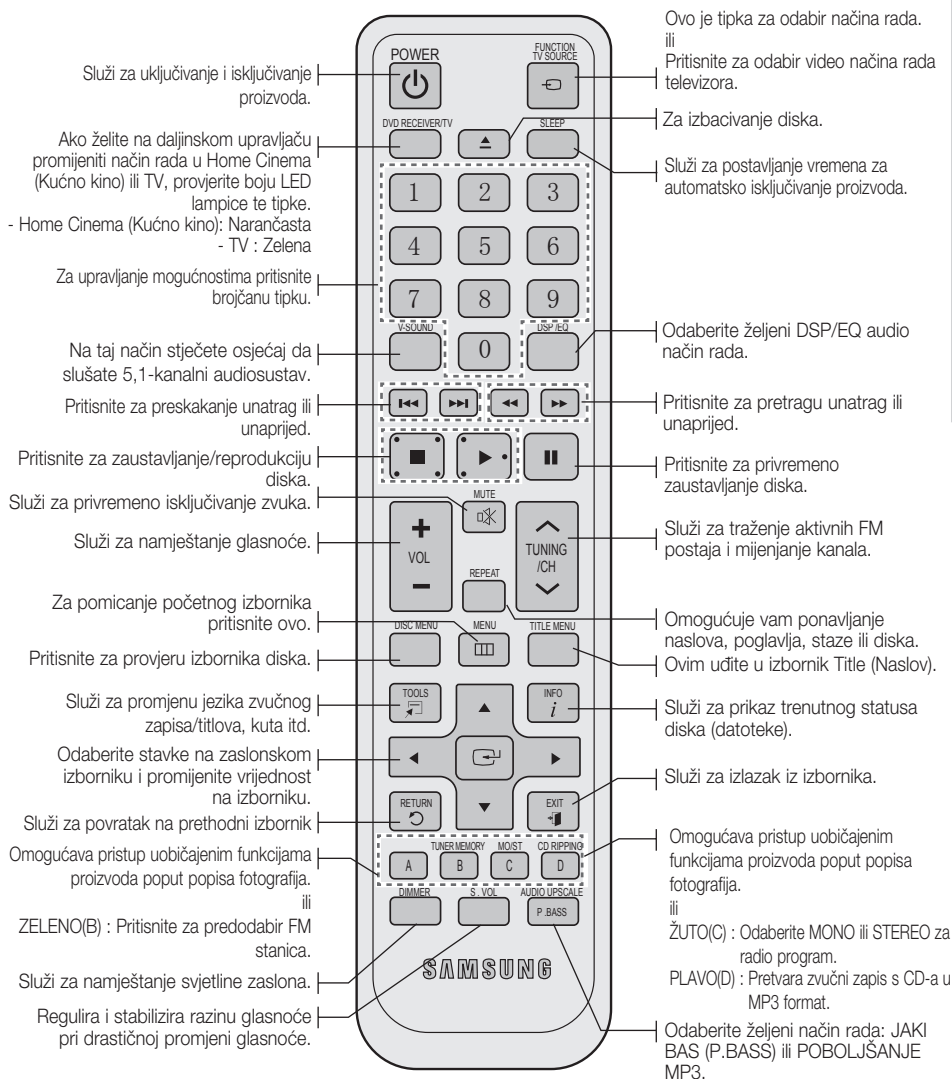 Služi za uključivanje i isključivanje
proizvoda.
Ako želite na daljinskom upravljaču
promijeniti način rada u Home Cinema
(Kućno kino) ili TV, provjerite boju LED
lampice te tipke.
- Home Cinema (Kućno kino): Narančasta
- TV : Zelena
Za upravljanje mogućnostima pritisnite
brojčanu tipku.
Na taj način stječete osjećaj da
slušate 5,1-kanalni audiosustav.
Pritisnite za preskakanje unatrag ili
unaprijed.
Pritisnite za zaustavljanje/reprodukciju
diska.
Služi za privremeno isključivanje zvuka.
Služi za namještanje glasnoće.
Za pomicanje početnog izbornika
pritisnite ovo.
Pritisnite za provjeru izbornika diska.
Služi za promjenu jezika zvučnog
zapisa/titlova, kuta itd.
Odaberite stavke na zaslonskom
izborniku i promijenite vrijednost
na izborniku.
Služi za povratak na prethodni izbornik
Omogućava pristup uobičajenim funkcijama
proizvoda poput popisa fotografija.
ili
ZELENO(B) : Pritisnite za predodabir FM
stanica.
Služi za namještanje svjetline zaslona.
Regulira i stabilizira razinu glasnoće
pri drastičnoj promjeni glasnoće.
POWER
FUNCTION
TV SOURCE
DVD RECEIVER/TV
SLEEP
1 2 3
4 5 6
7 8 9
V-SOUND
0
DSP /EQ
MUTE
VOL
TUNING
/CH
REPEAT
DISC MENU
MENU
TITLE MENU
TOOLS
INFO
i
RETURN
EXIT
TUNER MEMORY
MO/ST
CD RIPPING
A B C D
DIMMER
S . VOL
AUDIO UPSCALE
P .BASS
SAMSUNG
Ovo je tipka za odabir načina rada.
ili
Pritisnite za odabir video načina rada
televizora.
Za izbacivanje diska.
Služi za postavljanje vremena za
automatsko isključivanje proizvoda.
Odaberite željeni DSP/EQ audio
način rada.
Pritisnite za pretragu unatrag ili
unaprijed.
Pritisnite za privremeno
zaustavljanje diska.
Služi za traženje aktivnih FM
postaja i mijenjanje kanala.
Omogućuje vam ponavljanje
naslova, poglavlja, staze ili diska.
Ovim uđite u izbornik Title (Naslov).
Služi za prikaz trenutnog statusa
diska (datoteke).
Služi za izlazak iz izbornika.
Omogućava pristup uobičajenim
funkcijama proizvoda poput popisa
fotografija.
ili
ŽUTO(C) : Odaberite MONO ili STEREO za
radio program.
PLAVO(D) : Pretvara zvučni zapis s CD-a u
MP3 format.
Odaberite željeni način rada: JAKI
BAS (P.BASS) ili POBOLJŠANJE
MP3.